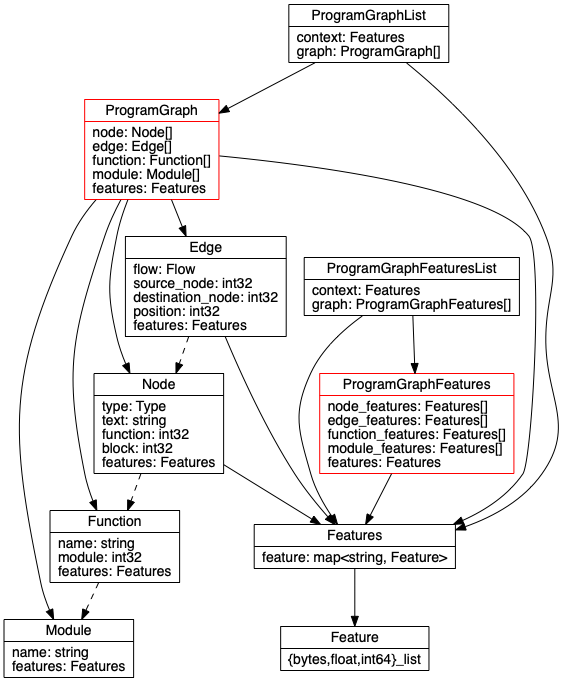 ProgramGraphList
context: Features
graph: ProgramGraph[]
ProgramGraph
node: Node[]
edge: Edge[]
function: Function[]
module: Module[]
features: Features
Edge
flow: Flow
source_node: int32
destination_node: int32
position: int32
features: Features
ProgramGraphFeaturesList
context: Features
graph: ProgramGraphFeatures[]
Node
type: Type
text: string
function: int32
block: int32
features: Features
ProgramGraphFeatures
node_features: Features[]
edge_features: Features[]
function_features: Features[]
module_features: Features[]
features: Features
Function
name: string
module: int32
features: Features
Features
feature: map<string, Feature>
Module
name: string
features: Features
Feature
{bytes,float,int64}_list